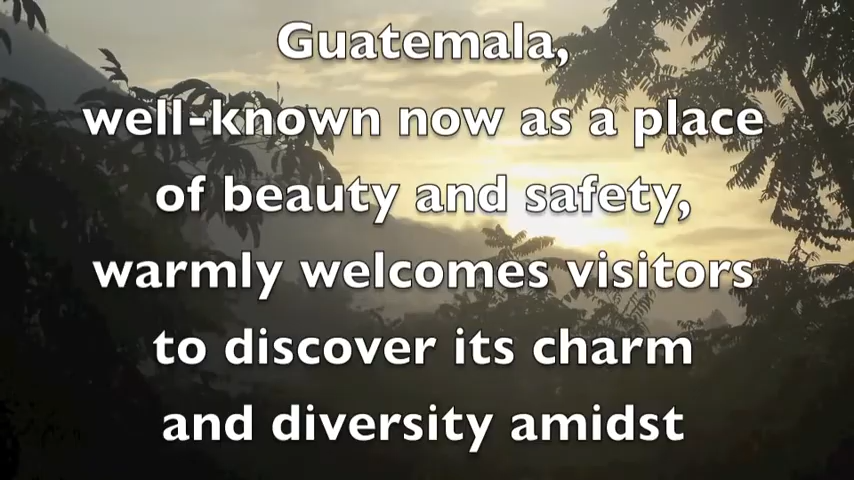 Guatemala,
well-known now as a place
of beauty and safety,
warmly welcomes visitors
to discover its charm
and diversity amidst